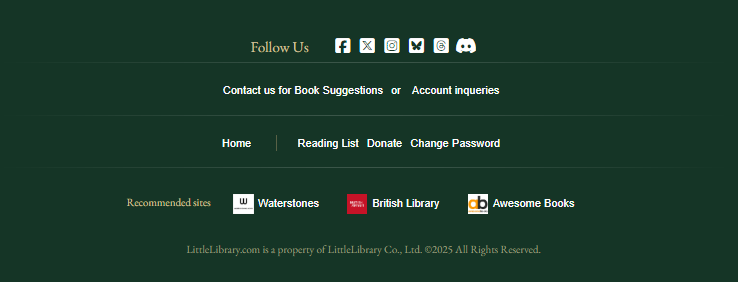 Follow Us
Contact us for Book Suggestions or Account inqueries
Home Reading List Donate Change Password
Recommended sites Waterstones British Library Awesome Books
LittleLibrary.com is a property of LittleLibrary Co., Ltd. ©2025 All Rights Reserved.